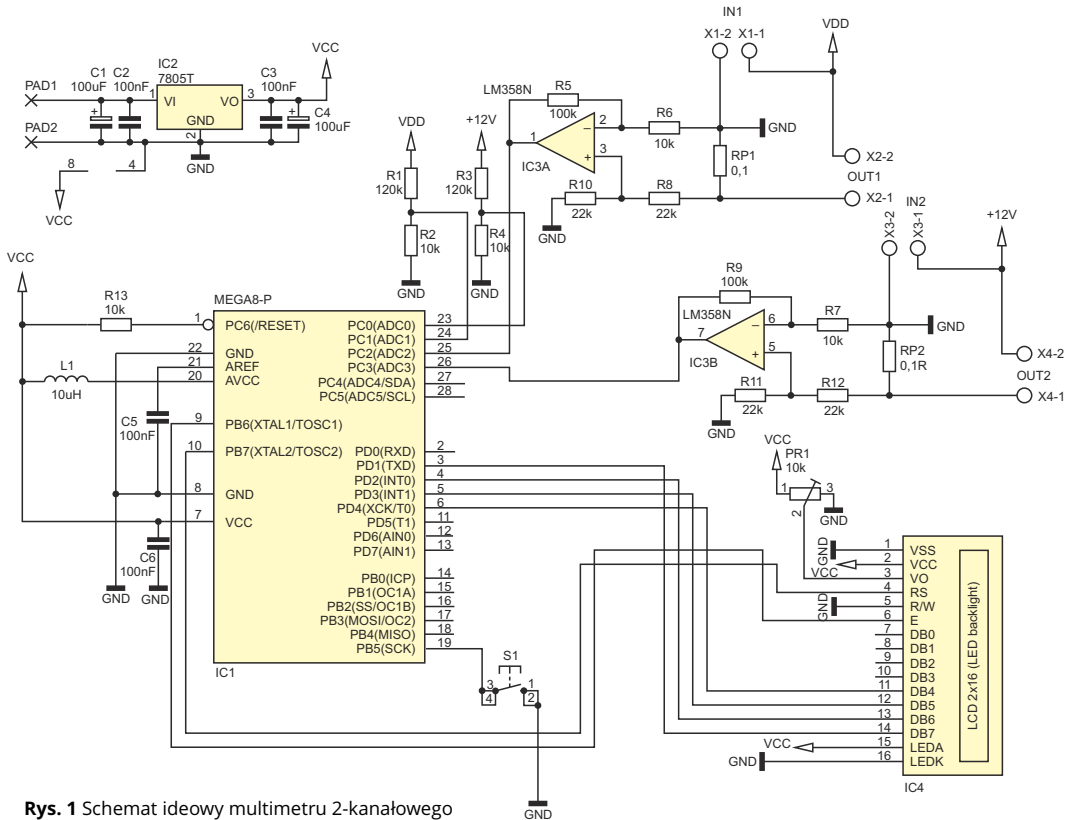 IN1
X1-2 X1-1
VDD
IC2
7805T
C1
100uF
C2
100nF
C3
100nF
VCC
PAD1
1 VI VO 3
GND
2
C4
100uF
PAD2
GND
8 4
VCC
LM358N
R5
100k
2
3
1
IC3A
R6
10k
GND
RP1
0,1
X2-2
OUT1
X2-1
R10
22k
R8
22k
GND
VDD
+12V
R1
120k
R3
120k
R2
10k
R4
10k
GND
GND
IN2
X3-2
X3-1
+12V
R9
100k
LM358N
7
6
5
IC3B
R7
10k
GND
RP2
0,1R
X4-2
OUT2
X4-1
R11
22k
R12
22k
GND
VCC
R13
10k
L1
10uH
C5
100nF
C6
100nF
GND
GND
MEGA8-P
1 PC6(/RESET)
22 GND
21 AREF
20 AVCC
9 PB6(XTAL1/TOSC1)
10 PB7(XTAL2/TOSC2)
8 GND
7 VCC
PC0(ADC0) 23
PC1(ADC1) 24
PC2(ADC2) 25
PC3(ADC3) 26
PC4(ADC4/SDA) 27
PC5(ADC5/SCL) 28
PD0(RXD) 2
PD1(TXD) 3
PD2(INT0) 4
PD3(INT1) 5
PD4(XCK/T0) 6
PD5(T1) 11
PD6(AIN0) 12
PD7(AIN1) 13
PB0(ICP) 14
PB1(OC1A) 15
PB2(SS/OC1B) 16
PB3(MOSI/OC2) 17
PB4(MISO) 18
PB5(SCK) 19
IC1
S1
3 1
4 2
GND
VCC
PR1
10k
1 3
2
GND
GND
VCC
GND
VCC
GND
1 VSS
2 VCC
3 VO
4 RS
5 R/W
6 E
7 DB0
8 DB1
9 DB2
10 DB3
11 DB4
12 DB5
13 DB6
14 DB7
15 LEDA
16 LEDK
LCD 2x16 (LED backlight)
IC4
Rys. 1 Schemat ideowy multimetru 2-kanałowego